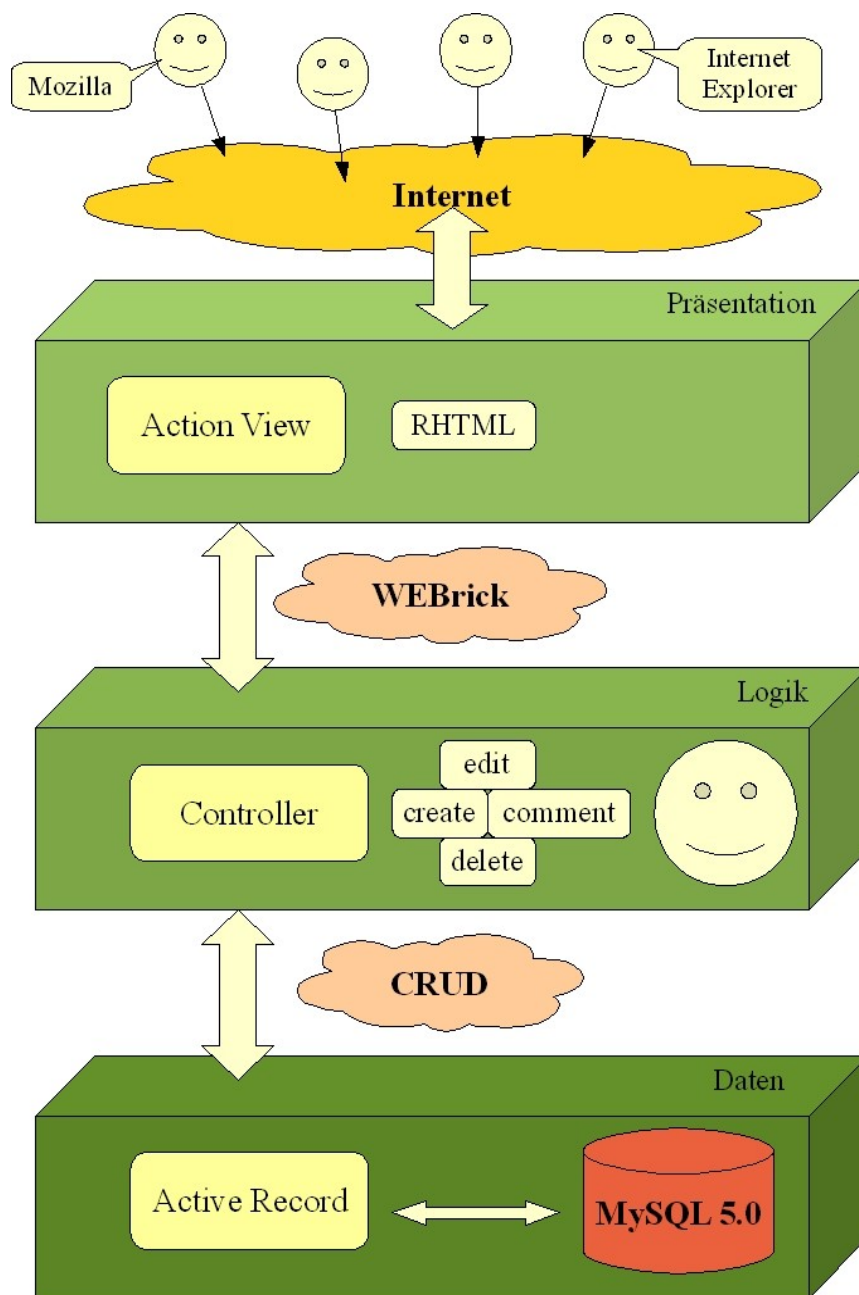 Mozilla
Internet
Explorer
Internet
Präsentation
Action View
RHTML
WEBrick
Logik
Controller
edit
create
comment
delete
CRUD
Daten
Active Record
MySQL 5.0